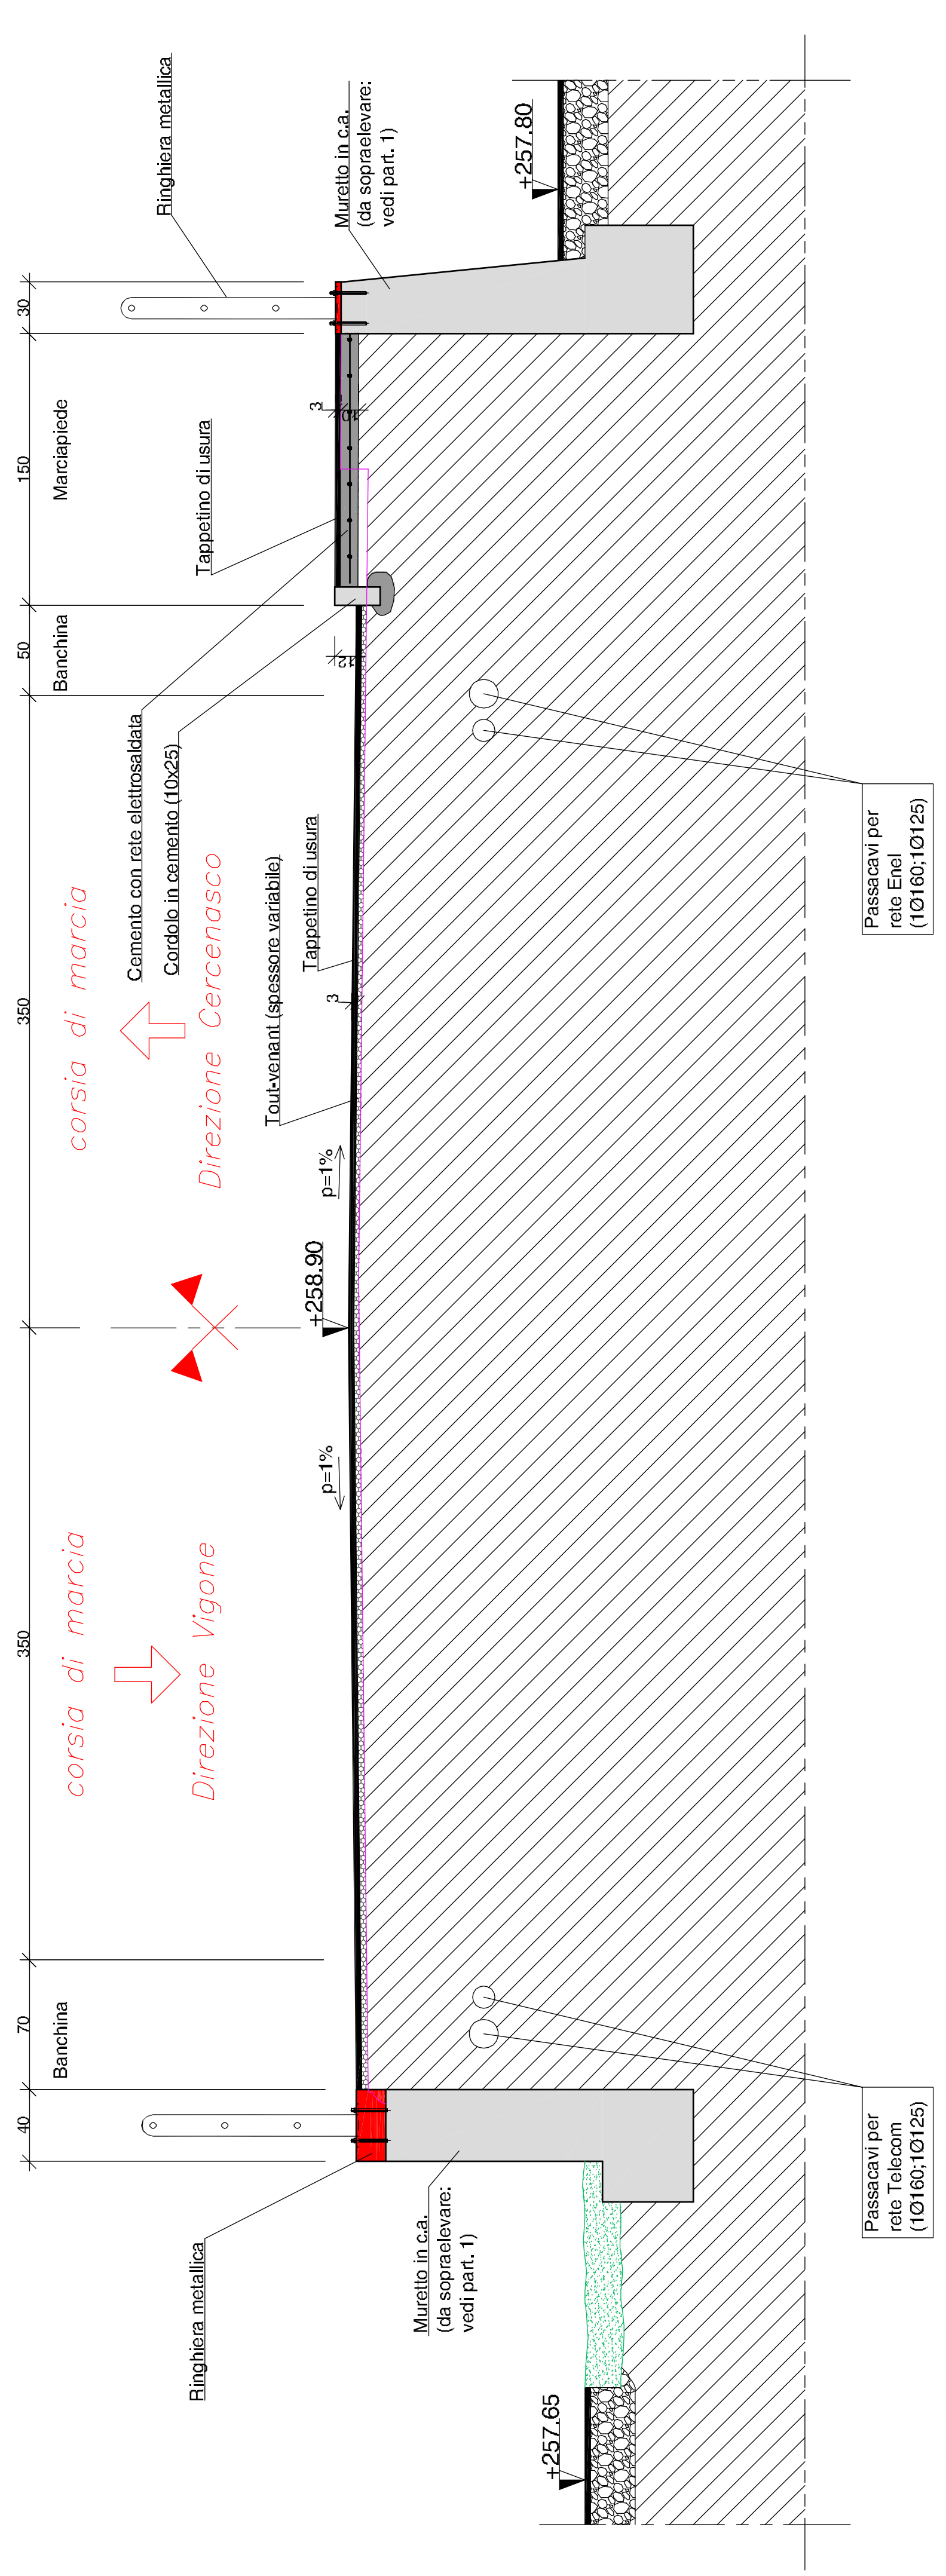 40
70
350
350
50
150
30
Banchina
corsia di marcia
Direzione Vigone
corsia di marcia
Direzione Cercenasco
Banchina
Marciapiede
Ringhiera metallica
Ringhiera metallica
Cemento con rete elettrosaldata
Cordolo in cemento (10x25)
Tappetino di usura
Tout-venant (spessore variabile)
Tappetino di usura
p=1%
+258.90
p=1%
3
12
3
10
Muretto in c.a.
(da sopraelevare:
vedi part. 1)
Muretto in c.a.
(da sopraelevare:
vedi part. 1)
+257.65
+257.80
Passacavi per
rete Telecom
(1Ø160;1Ø125)
Passacavi per
rete Enel
(1Ø160;1Ø125)